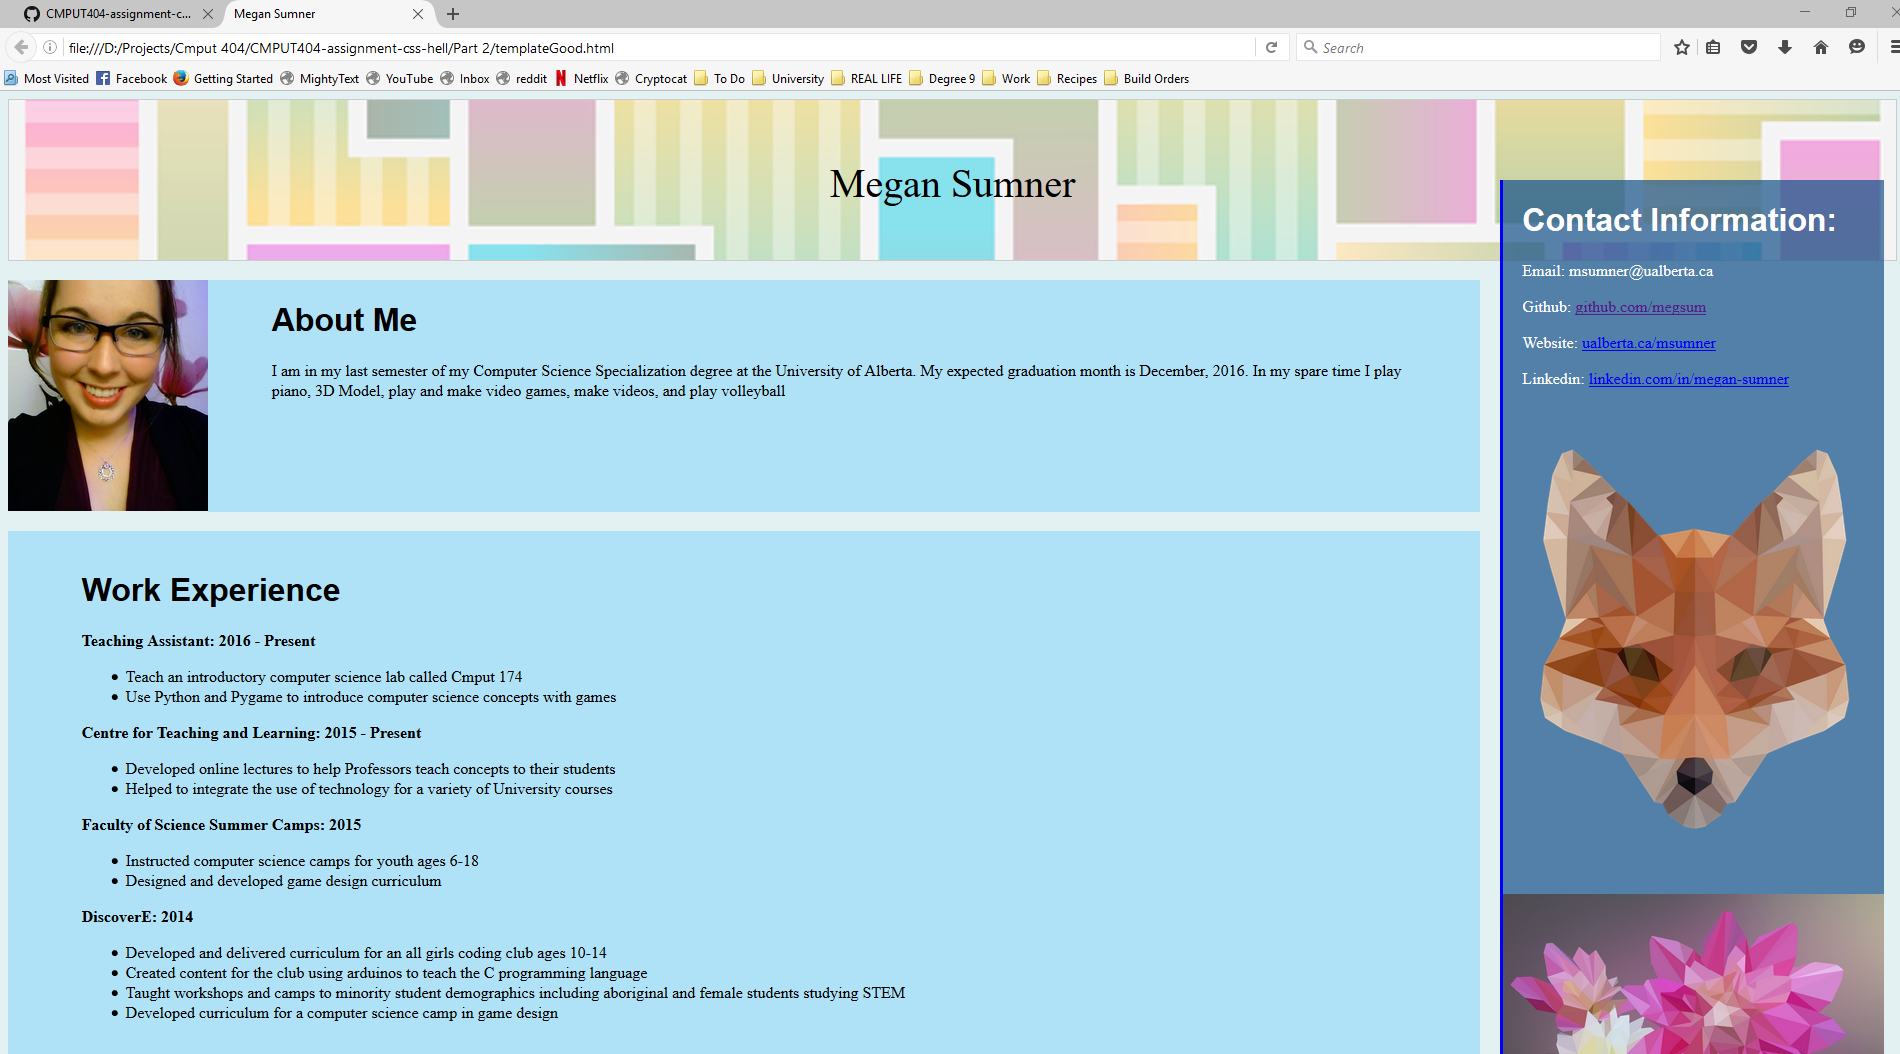 CMPUT404-assignment-c...
Megan Sumner
file:///D:/Projects/Cmput 404/CMPUT404-assignment-css-hell/Part 2/templateGood.html
Search
Most Visited Facebook Getting Started MightyText YouTube Inbox reddit Netflix Cryptocat To Do University REAL LIFE Degree 9 Work Recipes Build Orders
Megan Sumner
About Me
I am in my last semester of my Computer Science Specialization degree at the University of Alberta. My expected graduation month is December, 2016. In my spare time I play
piano, 3D Model, play and make video games, make videos, and play volleyball
Work Experience
Teaching Assistant: 2016 - Present
• Teach an introductory computer science lab called Cmput 174
• Use Python and Pygame to introduce computer science concepts with games
Centre for Teaching and Learning: 2015 - Present
• Developed online lectures to help Professors teach concepts to their students
• Helped to integrate the use of technology for a variety of University courses
Faculty of Science Summer Camps: 2015
• Instructed computer science camps for youth ages 6-18
• Designed and developed game design curriculum
DiscoverE: 2014
• Developed and delivered curriculum for an all girls coding club ages 10-14
• Created content for the club using arduinos to teach the C programming language
• Taught workshops and camps to minority student demographics including aboriginal and female students studying STEM
• Developed curriculum for a computer science camp in game design
Contact Information:
Email: msumner@ualberta.ca
Github: github.com/megsum
Website: ualberta.ca/msumner
Linkedin: linkedin.com/in/megan-sumner